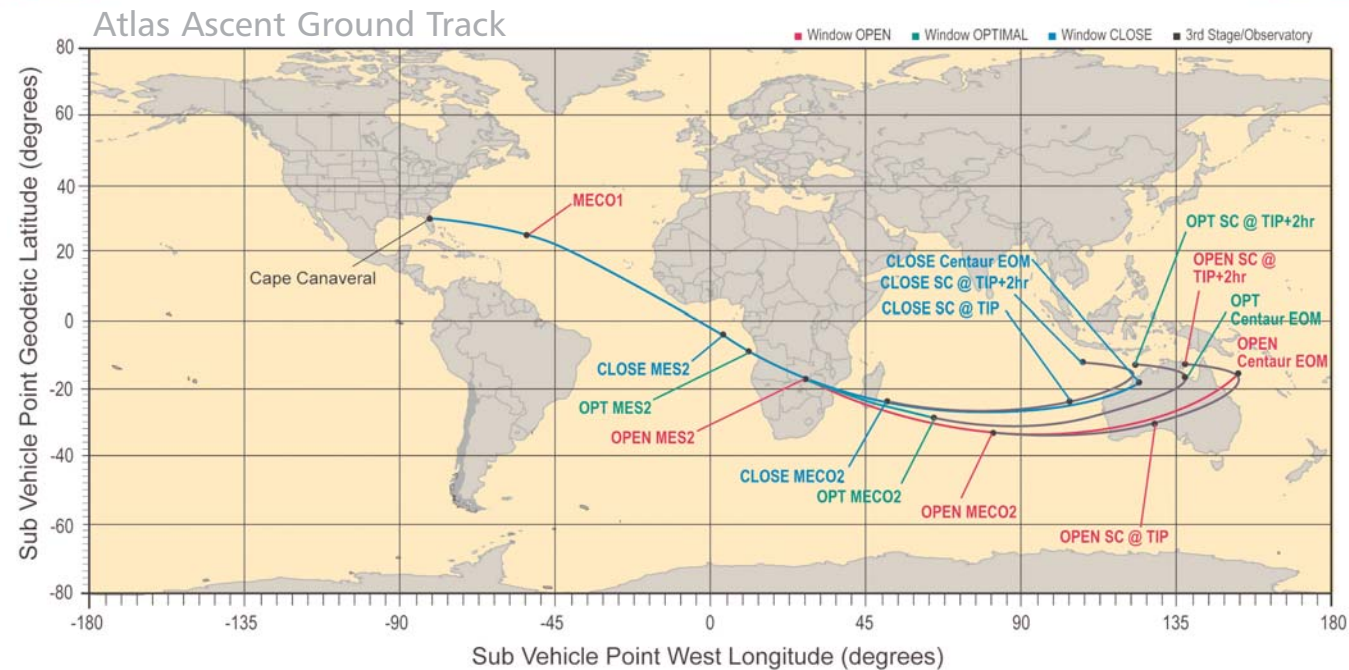 Atlas Ascent Ground Track
Window OPEN
Window OPTIMAL
Window CLOSE
3rd Stage/Observatory
Sub Vehicle Point Geodetic Latitude (degrees)
80
60
40
20
0
-20
-40
-60
-80
MECO1
Cape Canaveral
OPT SC @ TIP+2hr
CLOSE Centaur EOM
CLOSE SC @ TIP+2hr
CLOSE SC @ TIP
OPEN SC @
TIP+2hr
OPT
Centaur EOM
OPEN
Centaur EOM
CLOSE MES2
OPT MES2
OPEN MES2
CLOSE MECO2
OPT MECO2
OPEN MECO2
OPEN SC @ TIP
-180 -135 -90 -45 0 45 90 135 180
Sub Vehicle Point West Longitude (degrees)